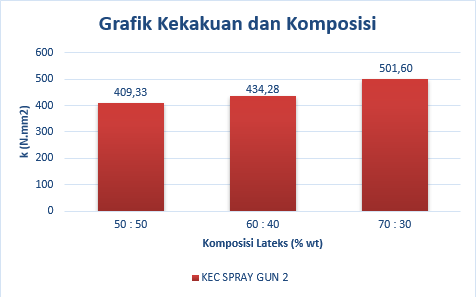 Grafik Kekakuan dan Komposisi
600
500
400
300
200
100
0
k (N.mm2)
409,33
434,28
501,60
50 : 50
60 : 40
70 : 30
Komposisi Lateks (% wt)
KEC SPRAY GUN 2